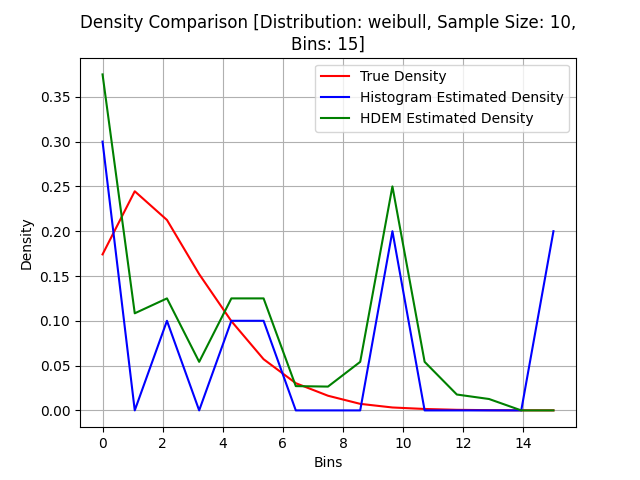 Density Comparison [Distribution: weibull, Sample Size: 10,
Bins: 15]
True Density
Histogram Estimated Density
HDEM Estimated Density
Density
0.35
0.30
0.25
0.20
0.15
0.10
0.05
0.00
0 2 4 6 8 10 12 14
Bins